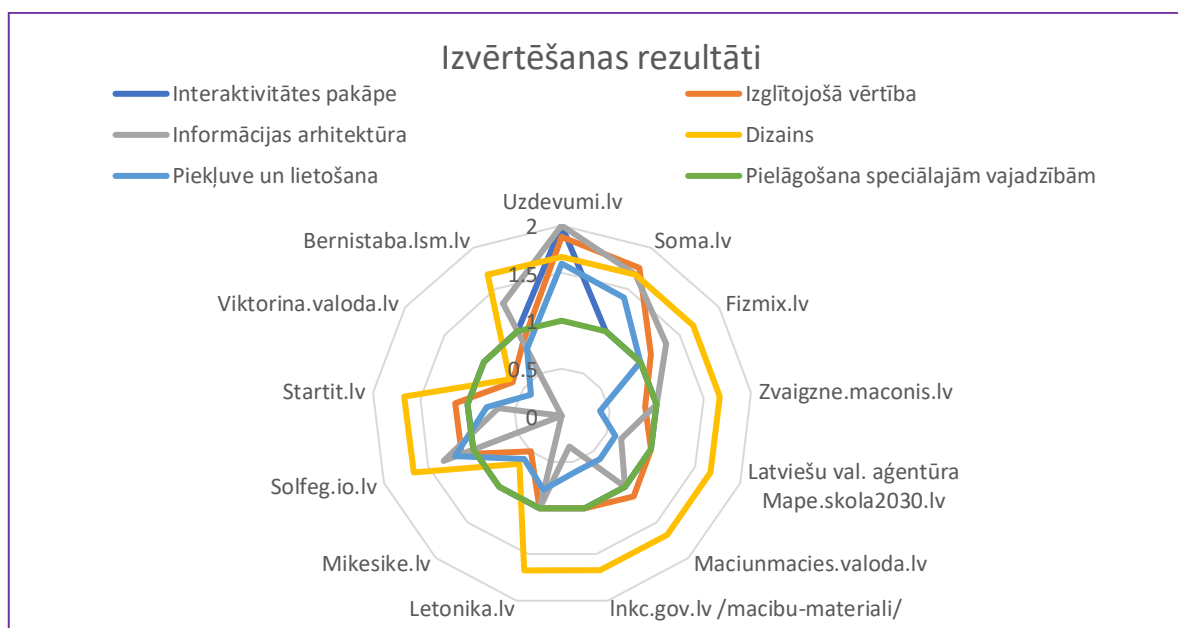 Izvērtēšanas rezultāti
Interaktivitātes pakāpe
Izglītojošā vērtība
Informācijas arhitektūra
Dizains
Piekļuve un lietošana
Pielāgošana speciālajām vajadzībām
Uzdevumi.lv
Bernistaba.lsm.lv
2
Soma.lv
1.5
Viktorina.valoda.lv
Fizmix.lv
1
0.5
Startit.lv
Zvaigzne.maconis.lv
0
Latviešu val. aģentūra
Solfeg.io.lv
Mape.skola2030.lv
Mikesike.lv
Maciunmacies.valoda.lv
Letonika.lv
lnkc.gov.lv /macibu-materiali/